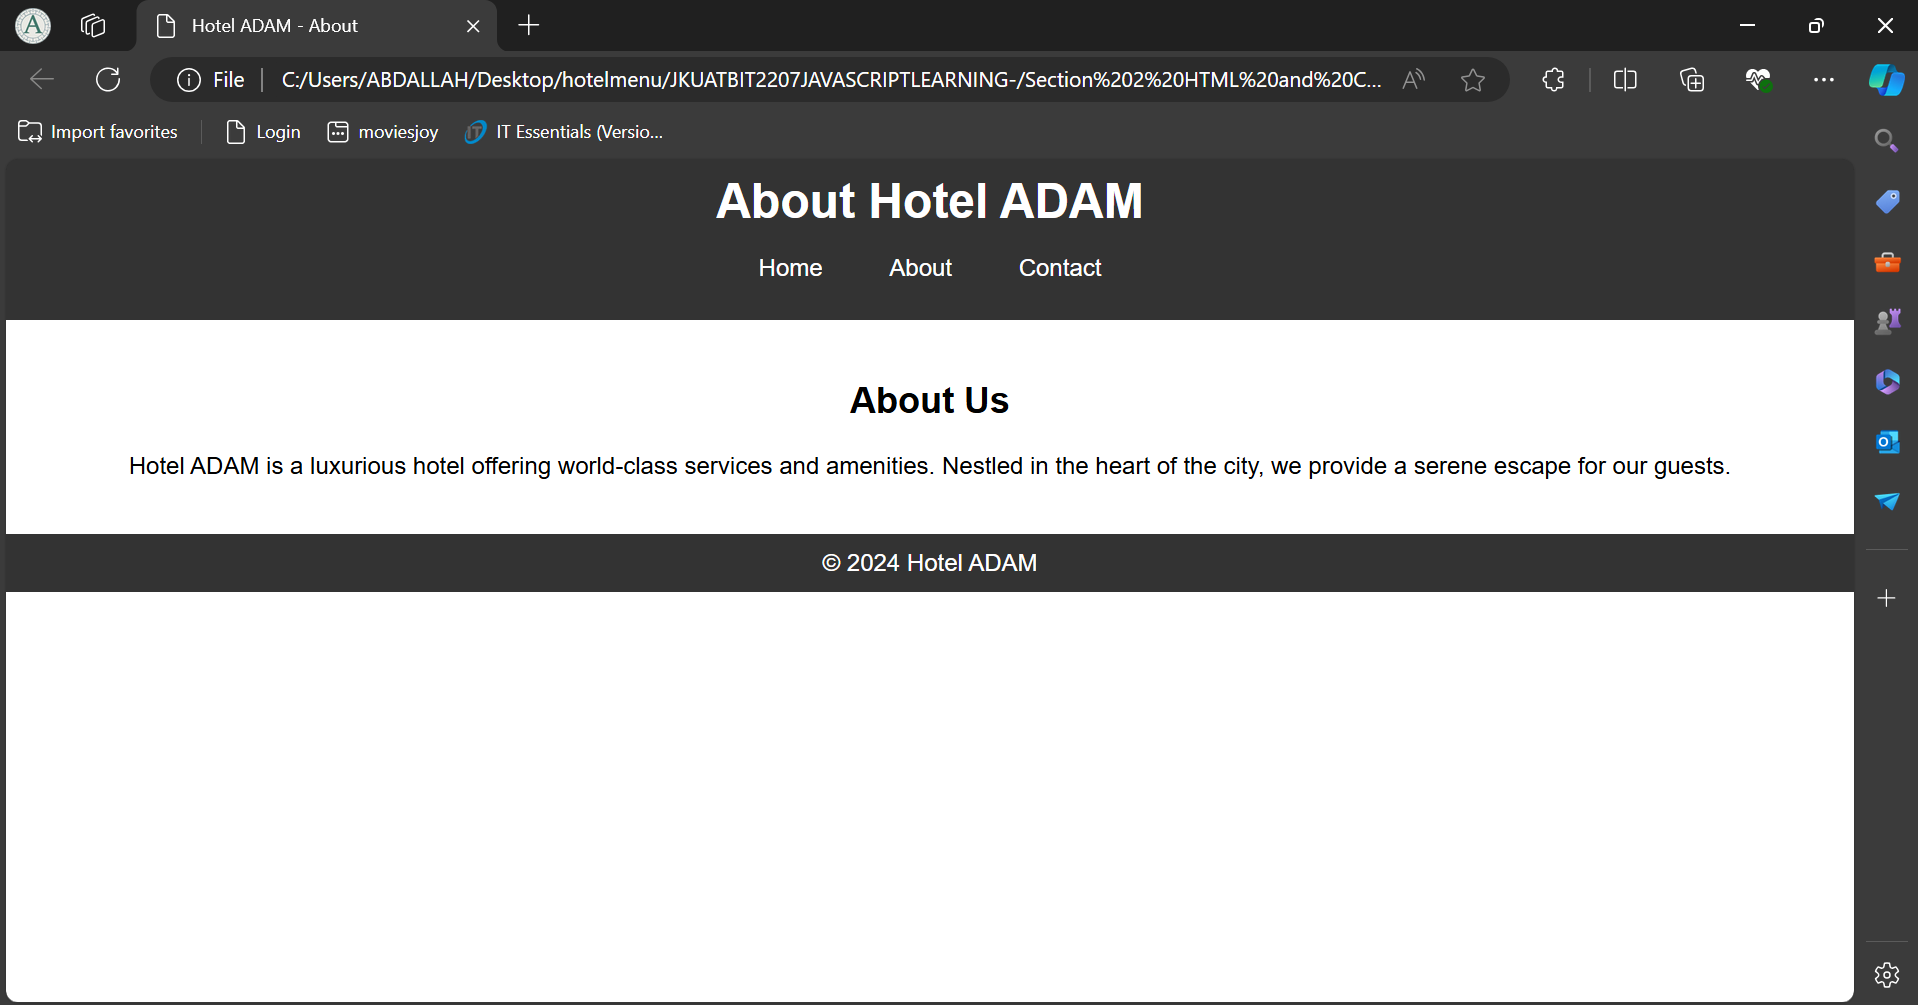 A
Hotel ADAM - About
File
C:/Users/ABDALLAH/Desktop/hotelmenu/JKUATBIT2207JAVASCRIPTLEARNING-/Section%202%20HTML%20and%20C...
Import favorites
Login
moviesjoy
IT Essentials (Versio...
About Hotel ADAM
Home About Contact
About Us
Hotel ADAM is a luxurious hotel offering world-class services and amenities. Nestled in the heart of the city, we provide a serene escape for our guests.
© 2024 Hotel ADAM